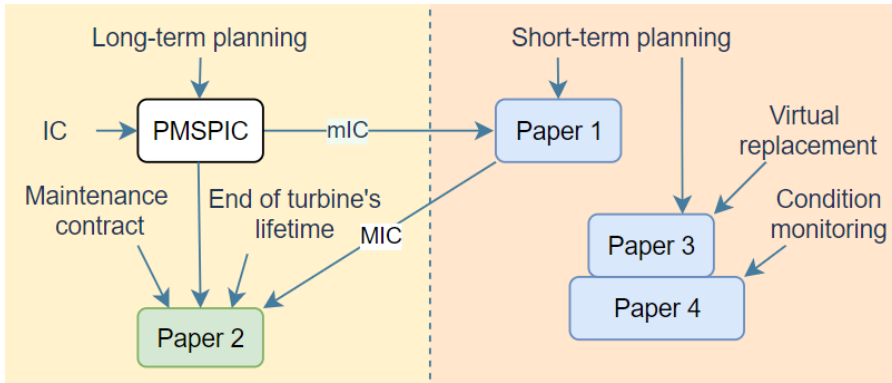 Long-term planning
Short-term planning
IC
PMSPIC
mIC
Paper 1
Virtual
replacement
Maintenance
contract
End of turbine's
lifetime
MIC
Condition
monitoring
Paper 3
Paper 4
Paper 2